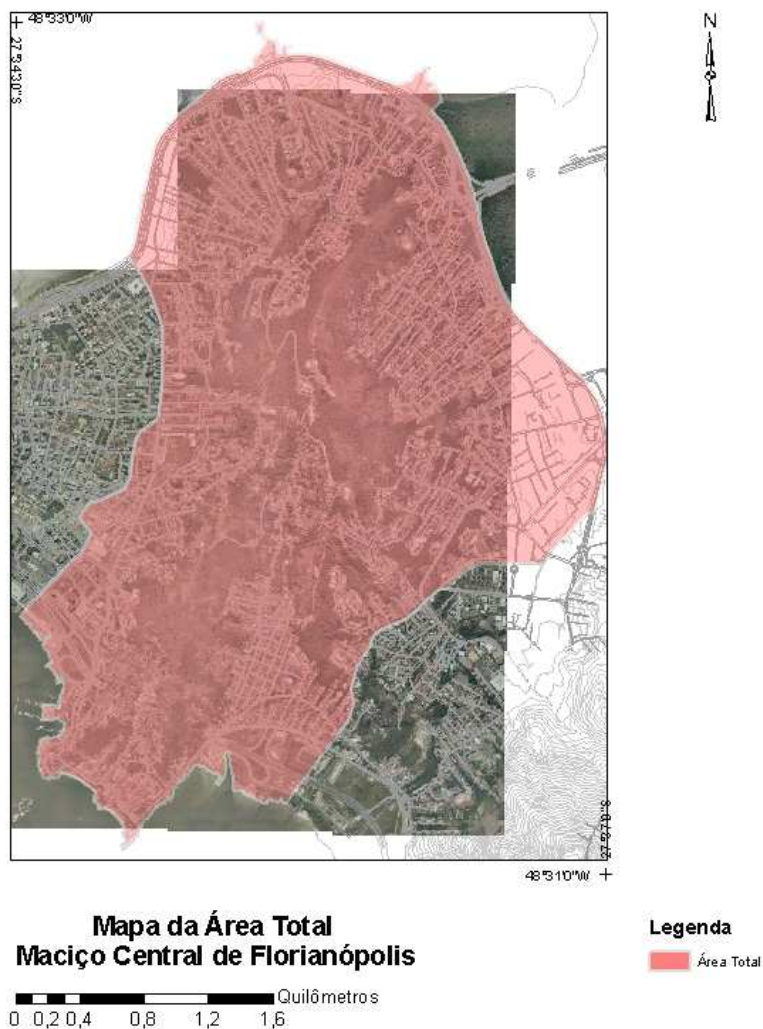 48°33'0"W
27°34'30"S
N
27°37'0"S
48°31'0"W
Mapa da Área Total
Maciço Central de Florianópolis
Legenda
Área Total
Quilômetros
0 0,2 0,4 0,8 1,2 1,6